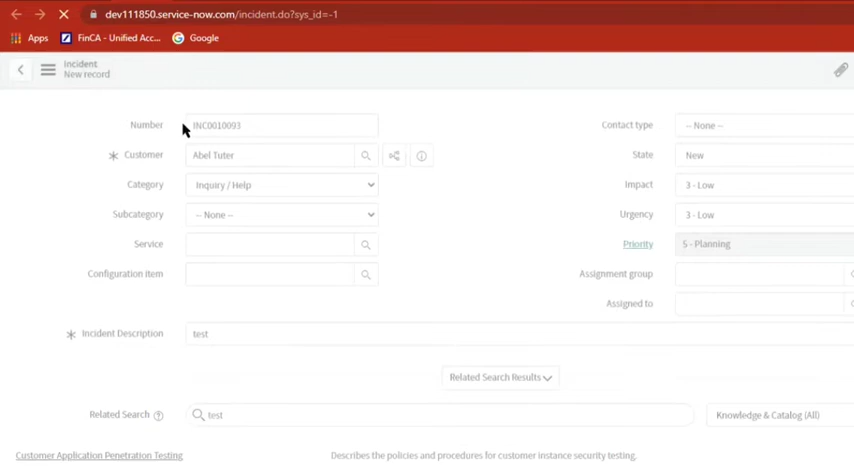 dev111850.service-now.com/incident.do?sys_id=-1
Apps FinCA - Unified Acc... Google
Incident
New record
Number INC0010093 Contact type -- None --
Customer Abel Tuter State New
Category Inquiry / Help Impact 3 - Low
Subcategory -- None -- Urgency 3 - Low
Service Priority 5 - Planning
Configuration item Assignment group
Assigned to
Incident Description test
Related Search Results
Related Search test Knowledge & Catalog (All)
Customer Application Penetration Testing Describes the policies and procedures for customer instance security testing.